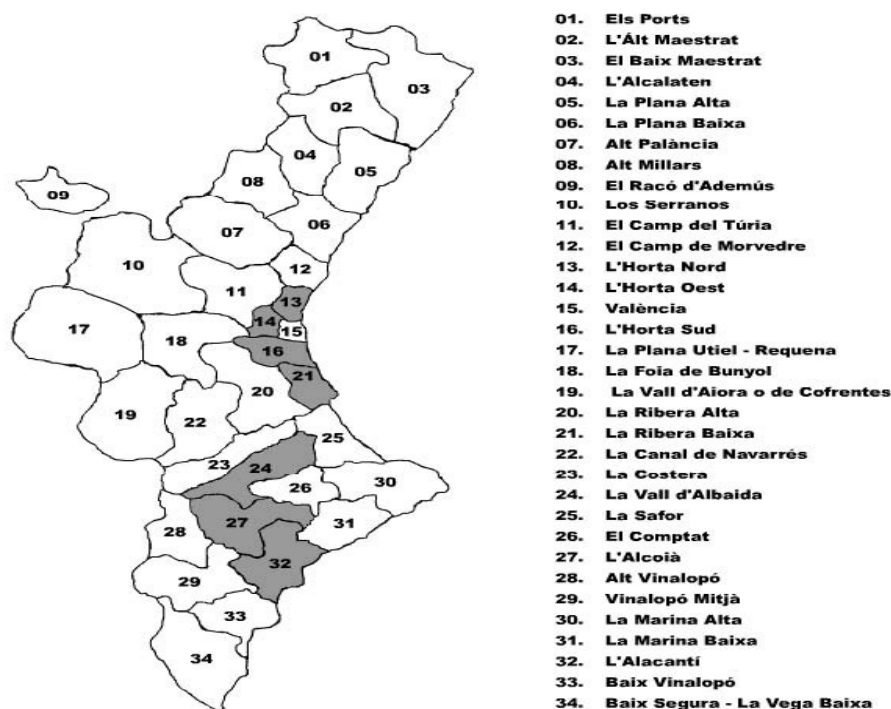 01. Els Ports
02. L'Ált Maestrat
03. El Baix Maestrat
04. L'Alcalaten
05. La Plana Alta
06. La Plana Baixa
07. Alt Palància
08. Alt Millars
09. El Racó d'Ademús
10. Los Serranos
11. El Camp del Túria
12. El Camp de Morvedre
13. L'Horta Nord
14. L'Horta Oest
15. València
16. L'Horta Sud
17. La Plana Utiel - Requena
18. La Foia de Bunyol
19. La Vall d'Aiora o de Cofrentes
20. La Ribera Alta
21. La Ribera Baixa
22. La Canal de Navarrés
23. La Costera
24. La Vall d'Albaida
25. La Safor
26. El Comptat
27. L'Alcoià
28. Alt Vinalopó
29. Vinalopó Mitjà
30. La Marina Alta
31. La Marina Baixa
32. L'Alacantí
33. Baix Vinalopó
34. Baix Segura - La Vega Baixa
01
03
02
04
05
08
09
06
07
10
12
11
13
14
15
17
18
16
21
20
19
22
25
23
24
30
26
27
31
28
32
29
33
34